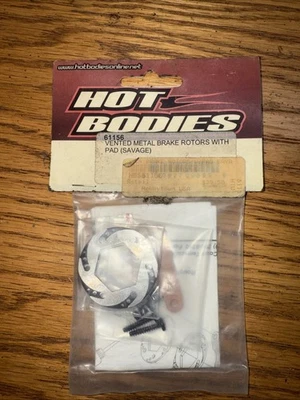 www.hotbodiesonline.net
HOT
BODIES
61156
VENTED METAL BRAKE ROTORS WITH
PAD (SAVAGE)